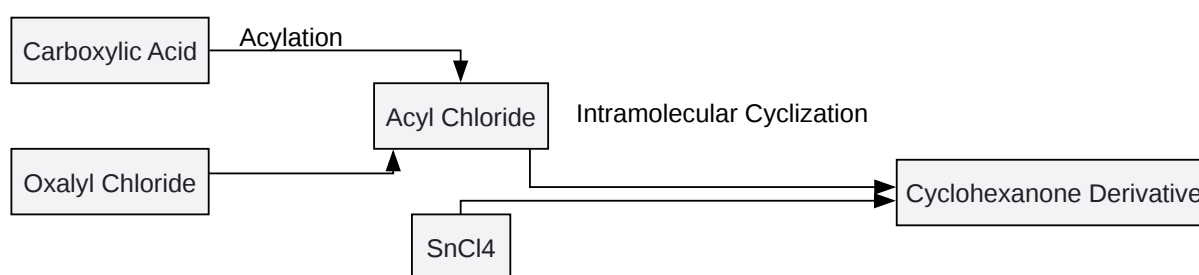 Carboxylic Acid
Acylation
Acyl Chloride
Intramolecular Cyclization
Oxalyl Chloride
Cyclohexanone Derivative
SnCl4